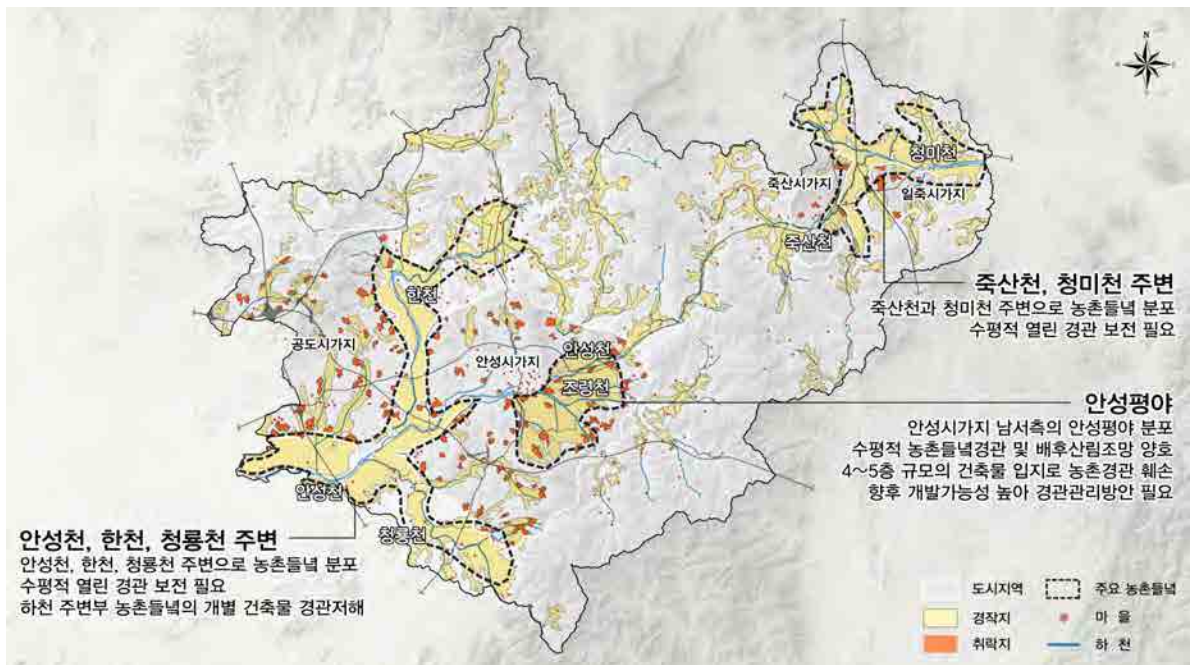 N
청미천
죽산시가지
일죽시가지
죽산천
죽산천, 청미천 주변
죽산천과 청미천 주변으로 농촌들녘 분포
수평적 열린 경관 보전 필요
한천
공도시가지
안성시가지
안성천
조령천
안성평야
안성시가지 남서측의 안성평야 분포
수평적 농촌들녘경관 및 배후산림조망 양호
4~5층 규모의 건축물 입지로 농촌경관 훼손
향후 개발가능성 높아 경관관리방안 필요
안성천
청룡천
안성천, 한천, 청룡천 주변
안성천, 한천, 청룡천 주변으로 농촌들녘 분포
수평적 열린 경관 보전 필요
하천 주변부 농촌들녘의 개별 건축물 경관저해
도시지역
주요 농촌들녘
경작지
마 을
취락지
하 천